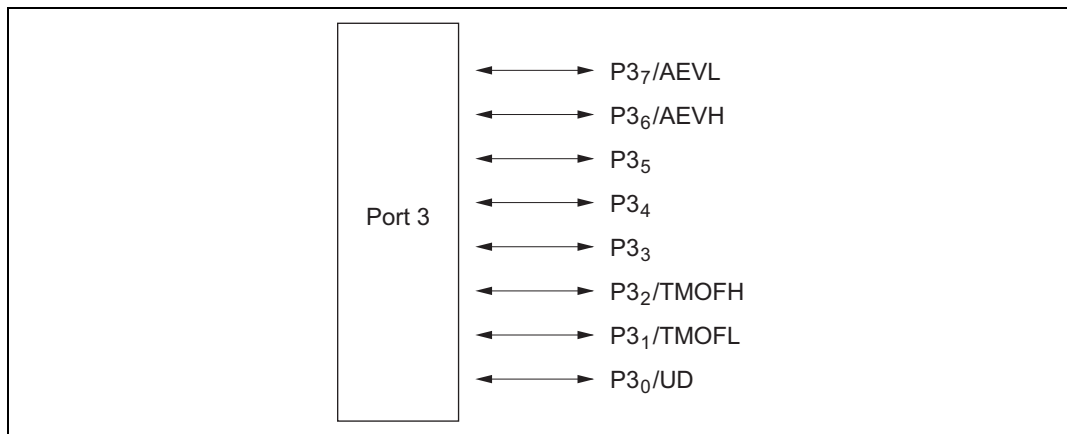 P3₇/AEVL
P3₆/AEVH
P3₅
P3₄
Port 3
P3₃
P3₂/TMOFH
P3₁/TMOFL
P3₀/UD